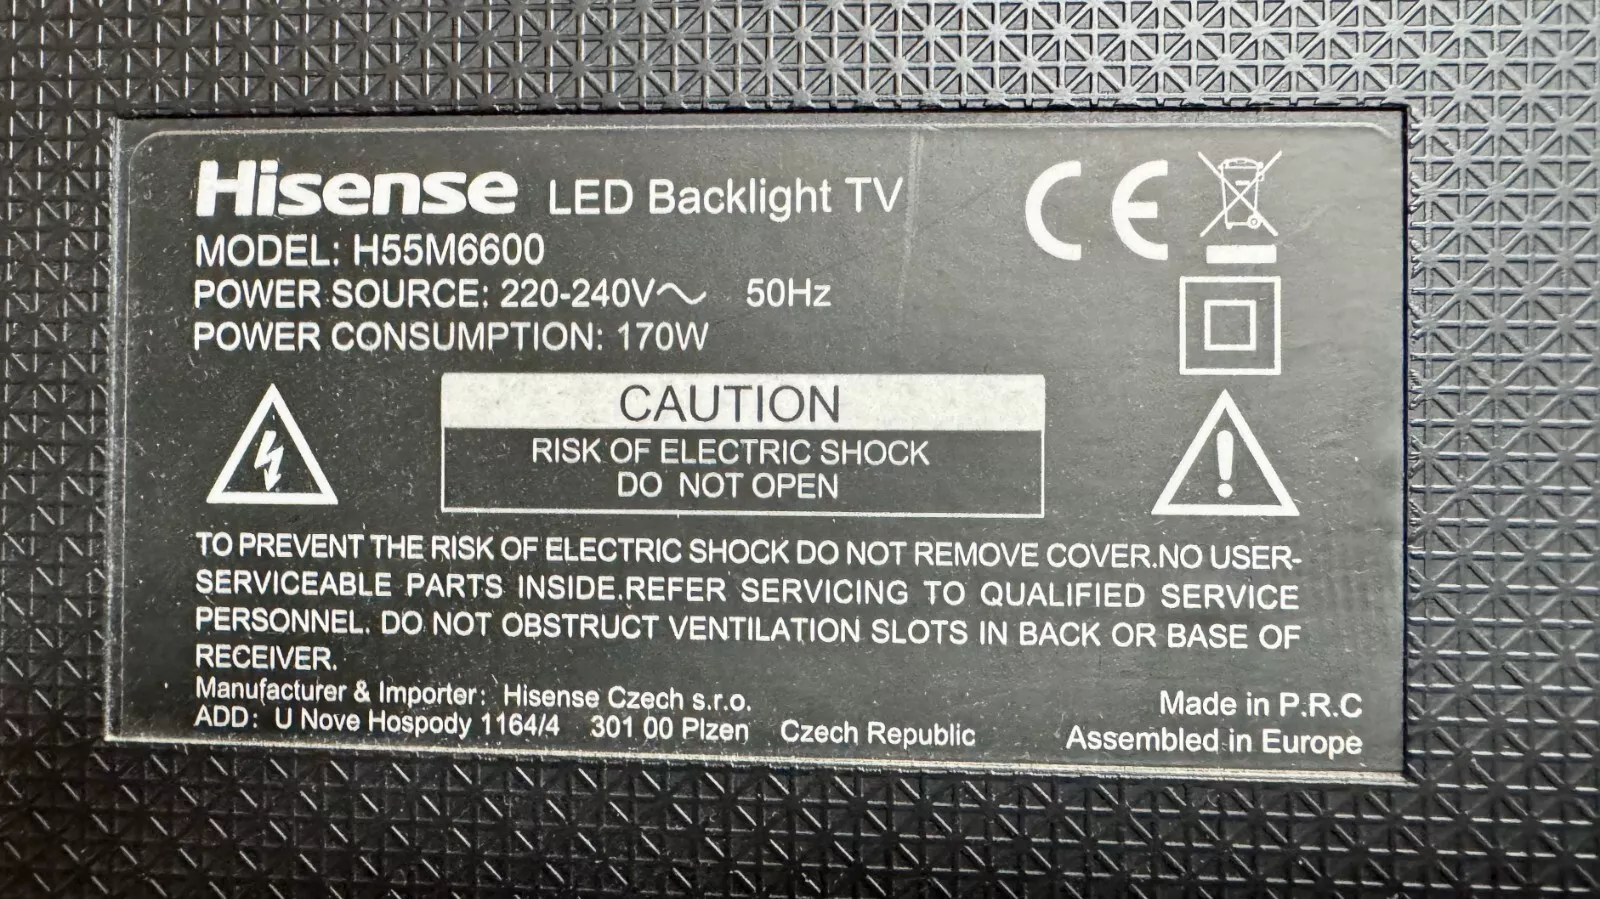 Hisense LED Backlight TV
MODEL: H55M6600
POWER SOURCE: 220-240V～ 50Hz
POWER CONSUMPTION: 170W
CE
CAUTION
RISK OF ELECTRIC SHOCK
DO NOT OPEN
TO PREVENT THE RISK OF ELECTRIC SHOCK DO NOT REMOVE COVER.NO USER-
SERVICEABLE PARTS INSIDE.REFER SERVICING TO QUALIFIED SERVICE
PERSONNEL. DO NOT OBSTRUCT VENTILATION SLOTS IN BACK OR BASE OF
RECEIVER.
Manufacturer & Importer: Hisense Czech s.r.o.
ADD: U Nove Hospody 1164/4 301 00 Plzen Czech Republic
Made in P.R.C
Assembled in Europe